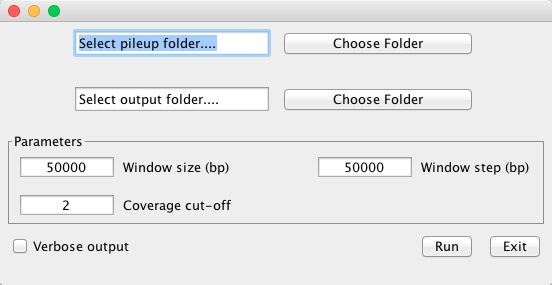 Select pileup folder.... Choose Folder
Select output folder.... Choose Folder
Parameters
50000 Window size (bp) 50000 Window step (bp)
2 Coverage cut-off
Verbose output Run Exit